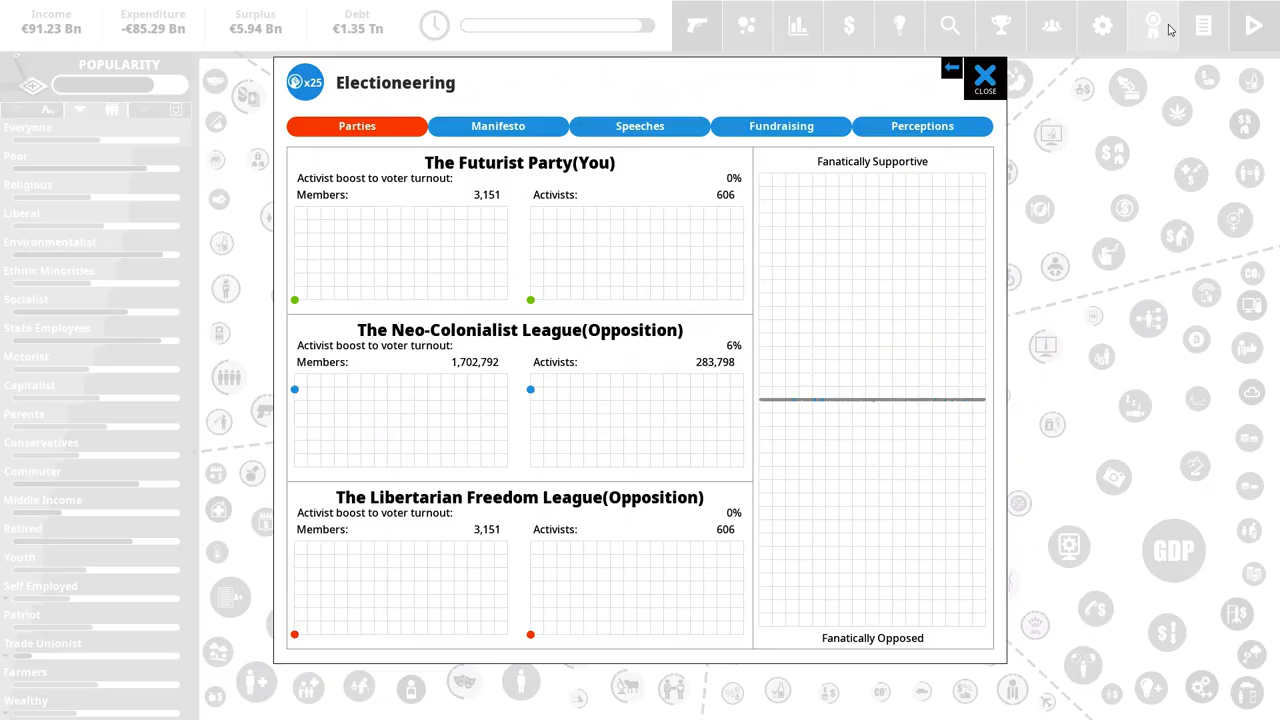 Income
€91.23 Bn
Expenditure
-€85.29 Bn
Surplus
€5.94 Bn
Debt
€1.35 Tn
POPULARITY
Everyone
Poor
Religious
Liberal
Environmentalist
Ethnic Minorities
Socialist
State Employees
Motorist
Capitalist
Parents
Conservatives
Commuter
Middle Income
Retired
Youth
Self Employed
Patriot
Trade Unionist
Farmers
Wealthy
x25
Electioneering
CLOSE
Parties
Manifesto
Speeches
Fundraising
Perceptions
The Futurist Party(You)
Activist boost to voter turnout: 0%
Members: 3,151
Activists: 606
The Neo-Colonialist League(Opposition)
Activist boost to voter turnout: 6%
Members: 1,702,792
Activists: 283,798
The Libertarian Freedom League(Opposition)
Activist boost to voter turnout: 0%
Members: 3,151
Activists: 606
Fanatically Supportive
Fanatically Opposed
GDP